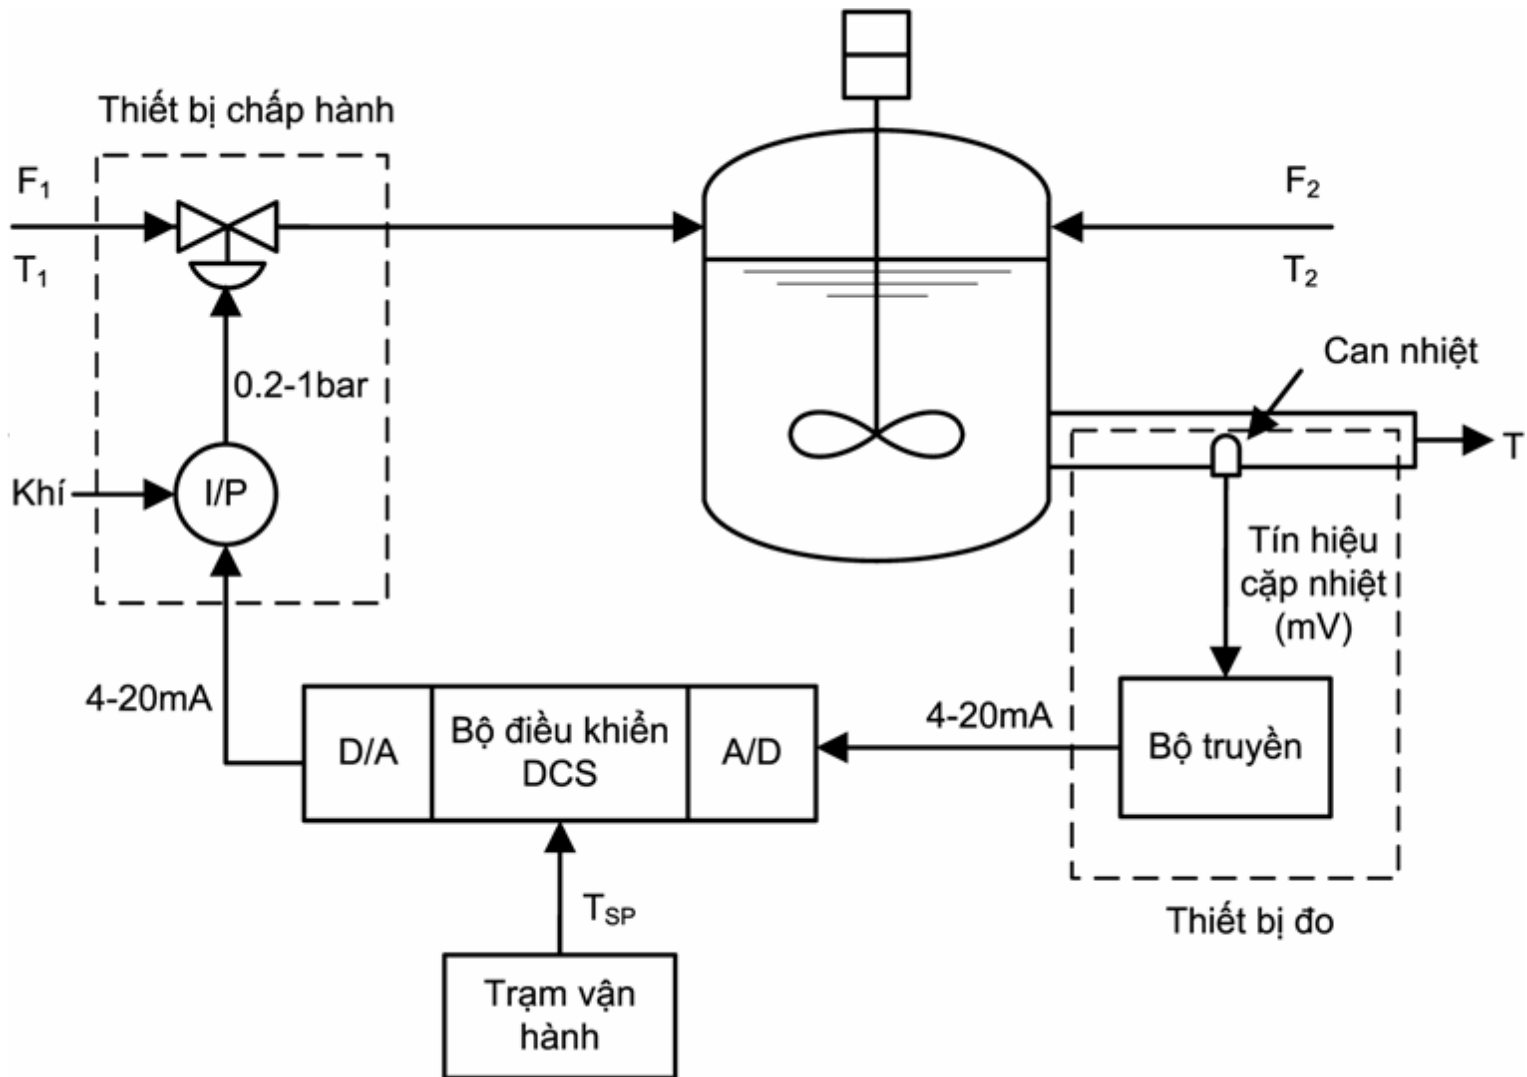 Thiết bị chấp hành
F₁
T₁
F₂
T₂
Can nhiệt
0.2-1bar
T
Khí
I/P
Tín hiệu
cặp nhiệt
(mV)
4-20mA
D/A
Bộ điều khiển
DCS
A/D
4-20mA
Bộ truyền
T_SP
Thiết bị đo
Trạm vận
hành